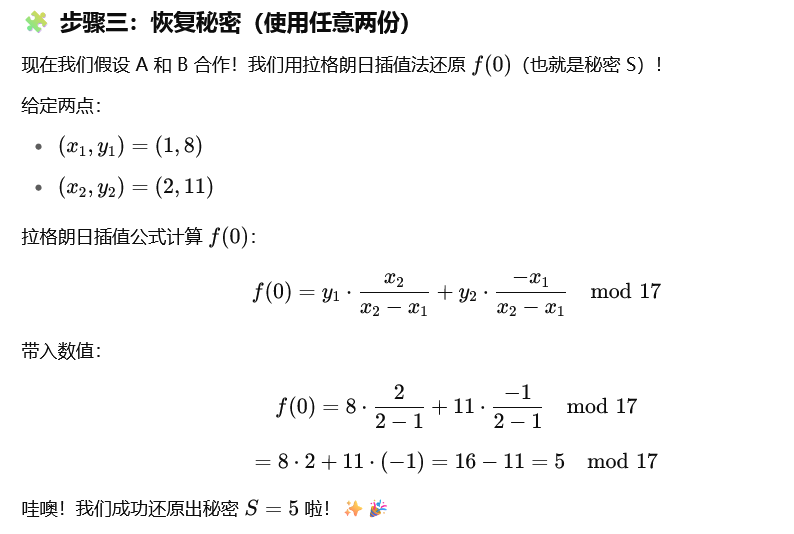 🧩 步骤三：恢复秘密（使用任意两份）
现在我们假设 A 和 B 合作！我们用拉格朗日插值法还原 $f(0)$（也就是秘密 S）！
给定两点：
• $(x_1, y_1) = (1, 8)$
• $(x_2, y_2) = (2, 11)$
拉格朗日插值公式计算 $f(0)$：
$f(0) = y_1 \cdot \frac{x_2}{x_2 - x_1} + y_2 \cdot \frac{-x_1}{x_2 - x_1} \mod 17$
带入数值：
$f(0) = 8 \cdot \frac{2}{2 - 1} + 11 \cdot \frac{-1}{2 - 1} \mod 17$
$= 8 \cdot 2 + 11 \cdot (-1) = 16 - 11 = 5 \mod 17$
哇噢！我们成功还原出秘密 $S = 5$ 啦！✨ 🎉